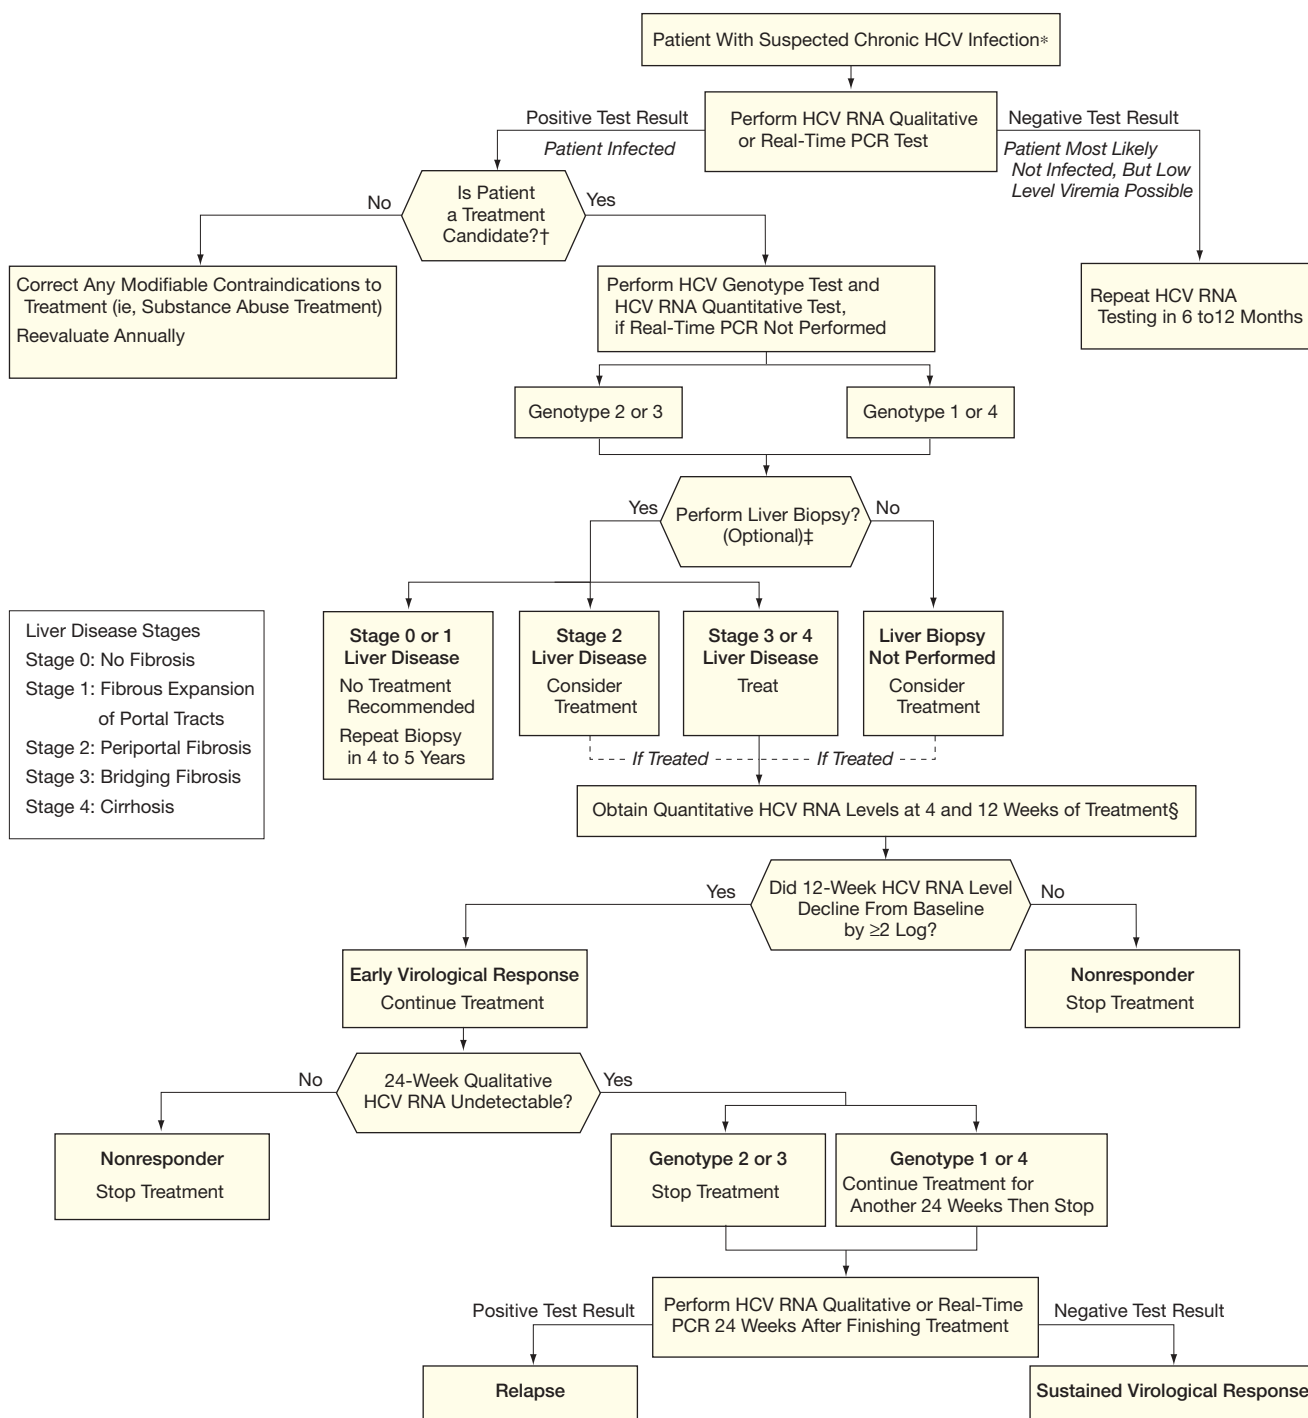 Patient With Suspected Chronic HCV Infection*
Positive Test Result
Patient Infected
Perform HCV RNA Qualitative
or Real-Time PCR Test
Negative Test Result
Patient Most Likely
Not Infected, But Low
Level Viremia Possible
No
Is Patient
a Treatment
Candidate?†
Yes
Correct Any Modifiable Contraindications to
Treatment (ie, Substance Abuse Treatment)
Reevaluate Annually
Perform HCV Genotype Test and
HCV RNA Quantitative Test,
if Real-Time PCR Not Performed
Repeat HCV RNA
Testing in 6 to12 Months
Genotype 2 or 3
Genotype 1 or 4
Yes
Perform Liver Biopsy?
(Optional)‡
No
Liver Disease Stages
Stage 0: No Fibrosis
Stage 1: Fibrous Expansion
of Portal Tracts
Stage 2: Periportal Fibrosis
Stage 3: Bridging Fibrosis
Stage 4: Cirrhosis
Stage 0 or 1
Liver Disease
No Treatment
Recommended
Repeat Biopsy
in 4 to 5 Years
Stage 2
Liver Disease
Consider
Treatment
Stage 3 or 4
Liver Disease
Treat
Liver Biopsy
Not Performed
Consider
Treatment
If Treated
If Treated
Obtain Quantitative HCV RNA Levels at 4 and 12 Weeks of Treatment§
Yes
Did 12-Week HCV RNA Level
Decline From Baseline
by ≥2 Log?
No
Early Virological Response
Continue Treatment
Nonresponder
Stop Treatment
No
24-Week Qualitative
HCV RNA Undetectable?
Yes
Nonresponder
Stop Treatment
Genotype 2 or 3
Stop Treatment
Genotype 1 or 4
Continue Treatment for
Another 24 Weeks Then Stop
Positive Test Result
Perform HCV RNA Qualitative or Real-Time
PCR 24 Weeks After Finishing Treatment
Negative Test Result
Relapse
Sustained Virological Response